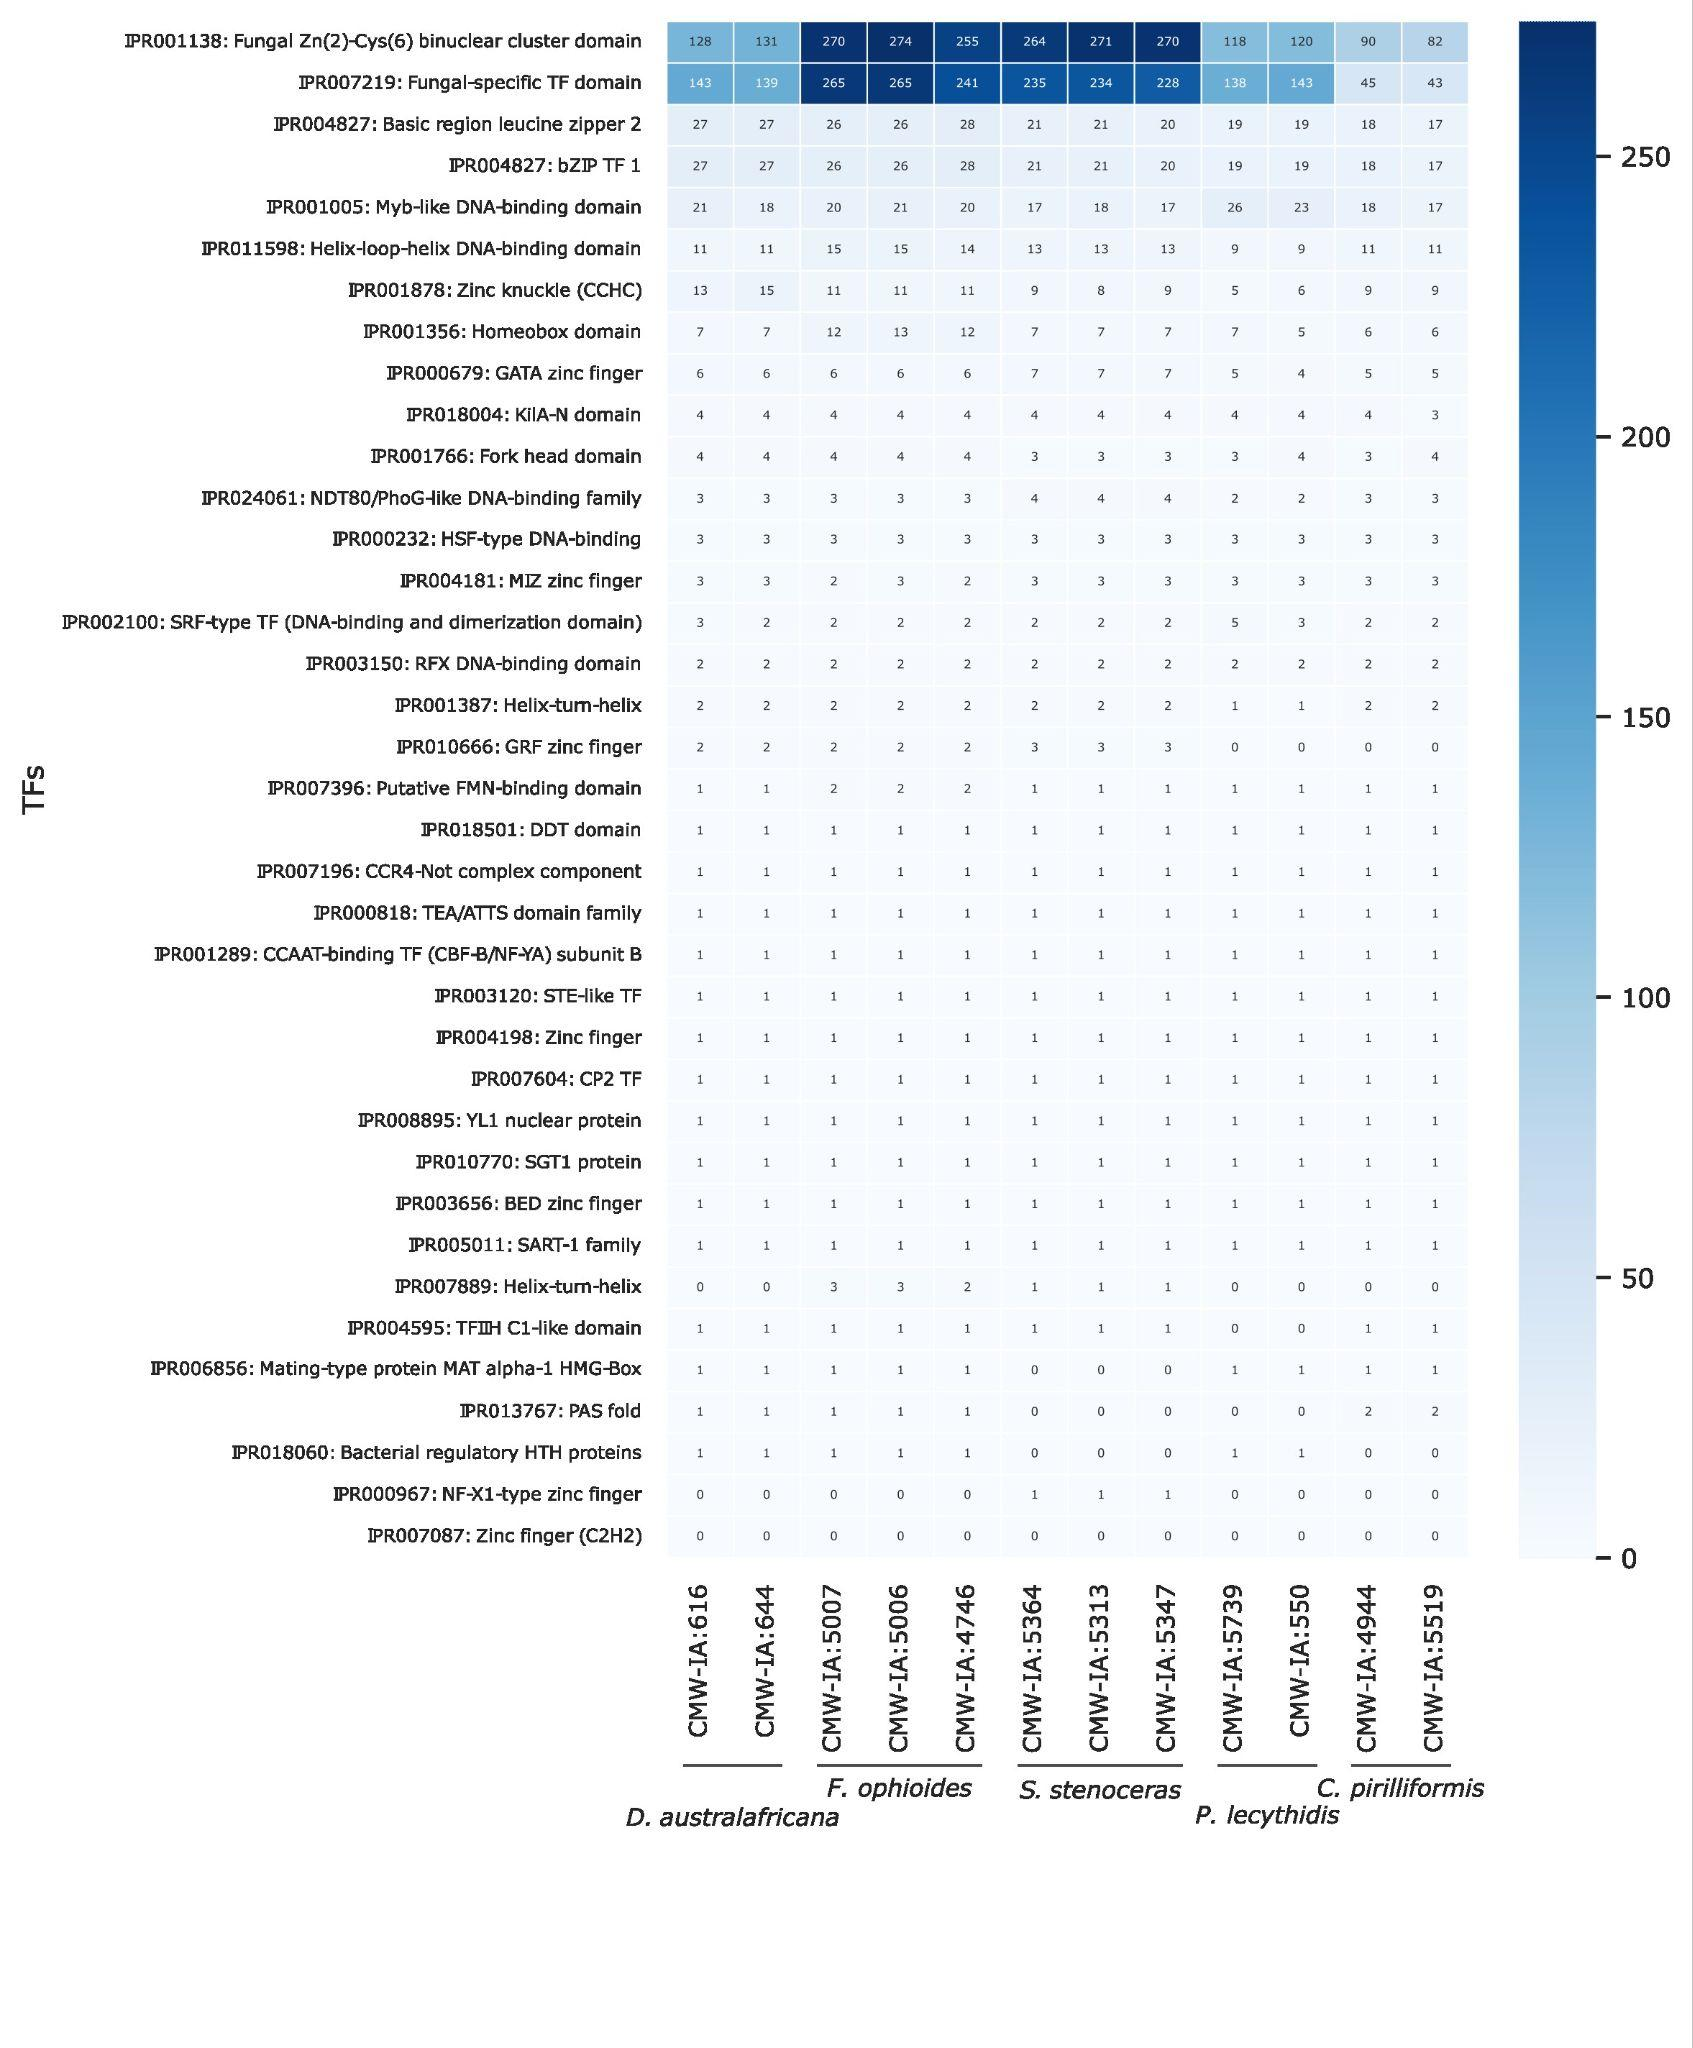 IPR001138: Fungal Zn(2)-Cys(6) binuclear cluster domain 128 131 270 274 255 264 271 270 118 120 90 82
IPR007219: Fungal-specific TF domain 143 139 265 265 241 235 234 228 138 143 45 43
IPR004827: Basic region leucine zipper 2 27 27 26 26 28 21 21 20 19 19 18 17
IPR004827: bZIP TF 1 27 27 26 26 28 21 21 20 19 19 18 17
IPR001005: Myb-like DNA-binding domain 21 18 20 21 20 17 18 17 26 23 18 17
IPR011598: Helix-loop-helix DNA-binding domain 11 11 15 15 14 13 13 13 9 9 11 11
IPR001878: Zinc knuckle (CCHC) 13 15 11 11 11 9 8 9 5 6 9 9
IPR001356: Homeobox domain 7 7 12 13 12 7 7 7 7 5 6 6
IPR000679: GATA zinc finger 6 6 6 6 6 7 7 7 5 4 5 5
IPR018004: KilA-N domain 4 4 4 4 4 4 4 4 4 4 4 3
IPR001766: Fork head domain 4 4 4 4 4 3 3 3 3 4 3 4
IPR024061: NDT80/PhoG-like DNA-binding family 3 3 3 3 3 4 4 4 2 2 3 3
IPR000232: HSF-type DNA-binding 3 3 3 3 3 3 3 3 3 3 3 3
IPR004181: MIZ zinc finger 3 3 2 3 2 3 3 3 3 3 3 3
IPR002100: SRF-type TF (DNA-binding and dimerization domain) 3 2 2 2 2 2 2 2 5 3 2 2
IPR003150: RFX DNA-binding domain 2 2 2 2 2 2 2 2 2 2 2 2
IPR001387: Helix-turn-helix 2 2 2 2 2 2 2 2 1 1 2 2
IPR010666: GRF zinc finger 2 2 2 2 2 3 3 3 0 0 0 0
IPR007396: Putative FMN-binding domain 1 1 2 2 2 1 1 1 1 1 1 1
IPR018501: DDT domain 1 1 1 1 1 1 1 1 1 1 1 1
IPR007196: CCR4-Not complex component 1 1 1 1 1 1 1 1 1 1 1 1
IPR000818: TEA/ATTS domain family 1 1 1 1 1 1 1 1 1 1 1 1
IPR001289: CCAAT-binding TF (CBF-B/NF-YA) subunit B 1 1 1 1 1 1 1 1 1 1 1 1
IPR003120: STE-like TF 1 1 1 1 1 1 1 1 1 1 1 1
IPR004198: Zinc finger 1 1 1 1 1 1 1 1 1 1 1 1
IPR007604: CP2 TF 1 1 1 1 1 1 1 1 1 1 1 1
IPR008895: YL1 nuclear protein 1 1 1 1 1 1 1 1 1 1 1 1
IPR010770: SGT1 protein 1 1 1 1 1 1 1 1 1 1 1 1
IPR003656: BED zinc finger 1 1 1 1 1 1 1 1 1 1 1 1
IPR005011: SART-1 family 1 1 1 1 1 1 1 1 1 1 1 1
IPR007889: Helix-turn-helix 0 0 3 3 2 1 1 1 0 0 0 0
IPR004595: TFIIH C1-like domain 1 1 1 1 1 1 1 1 0 0 1 1
IPR006856: Mating-type protein MAT alpha-1 HMG-Box 1 1 1 1 1 0 0 0 1 1 1 1
IPR013767: PAS fold 1 1 1 1 1 0 0 0 0 0 2 2
IPR018060: Bacterial regulatory HTH proteins 1 1 1 1 1 0 0 0 1 1 0 0
IPR000967: NF-X1-type zinc finger 0 0 0 0 0 1 1 1 0 0 0 0
IPR007087: Zinc finger (C2H2) 0 0 0 0 0 0 0 0 0 0 0 0
TFs
250
200
150
100
50
0
CMW-IA:616
CMW-IA:644
CMW-IA:5007
CMW-IA:5006
CMW-IA:4746
CMW-IA:5364
CMW-IA:5313
CMW-IA:5347
CMW-IA:5739
CMW-IA:550
CMW-IA:4944
CMW-IA:5519
D. australafricana
F. ophioides
S. stenoceras
P. lecythidis
C. pirilliformis